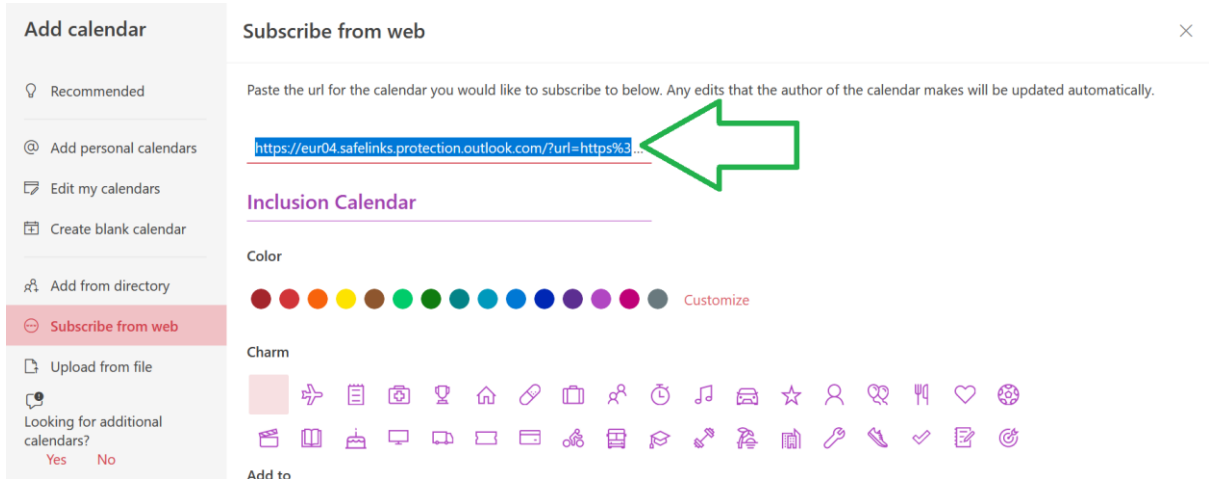 Add calendar
Recommended
Add personal calendars
Edit my calendars
Create blank calendar
Add from directory
Subscribe from web
Upload from file
Looking for additional
calendars?
Yes No
Subscribe from web
Paste the url for the calendar you would like to subscribe to below. Any edits that the author of the calendar makes will be updated automatically.
https://eur04.safelinks.protection.outlook.com/?url=https%3...
Inclusion Calendar
Color
Customize
Charm
Add to